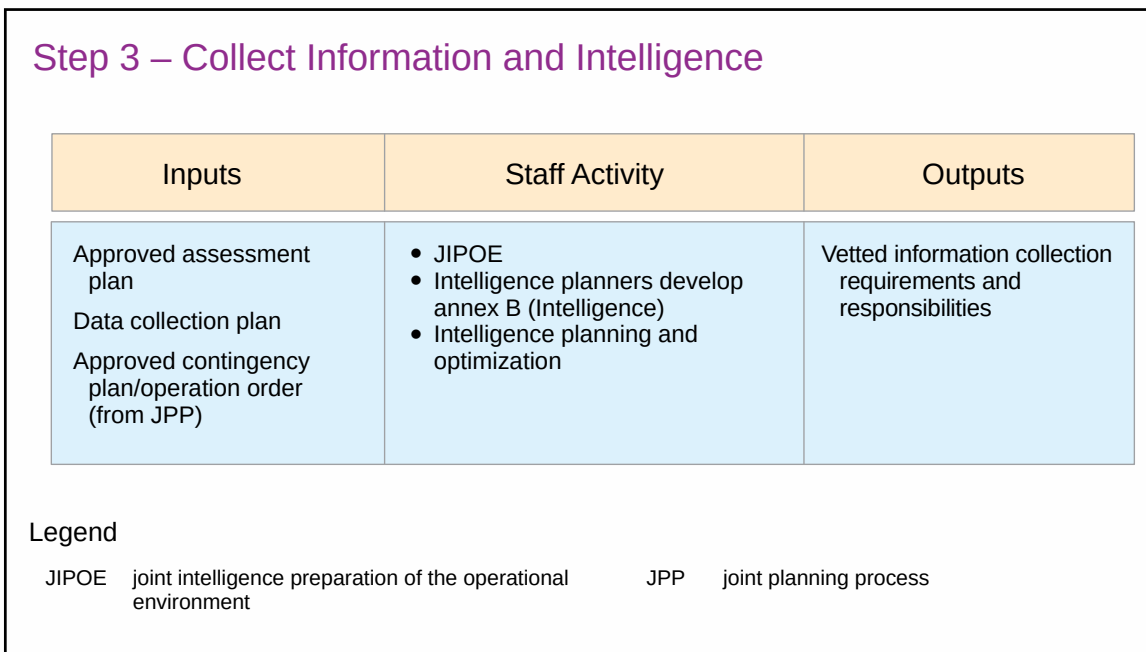 Step 3 – Collect Information and Intelligence
Inputs
Staff Activity
Outputs
Approved assessment
plan
Data collection plan
Approved contingency
plan/operation order
(from JPP)
• JIPOE
• Intelligence planners develop
annex B (Intelligence)
• Intelligence planning and
optimization
Vetted information collection
requirements and
responsibilities
Legend
JIPOE joint intelligence preparation of the operational
environment
JPP joint planning process